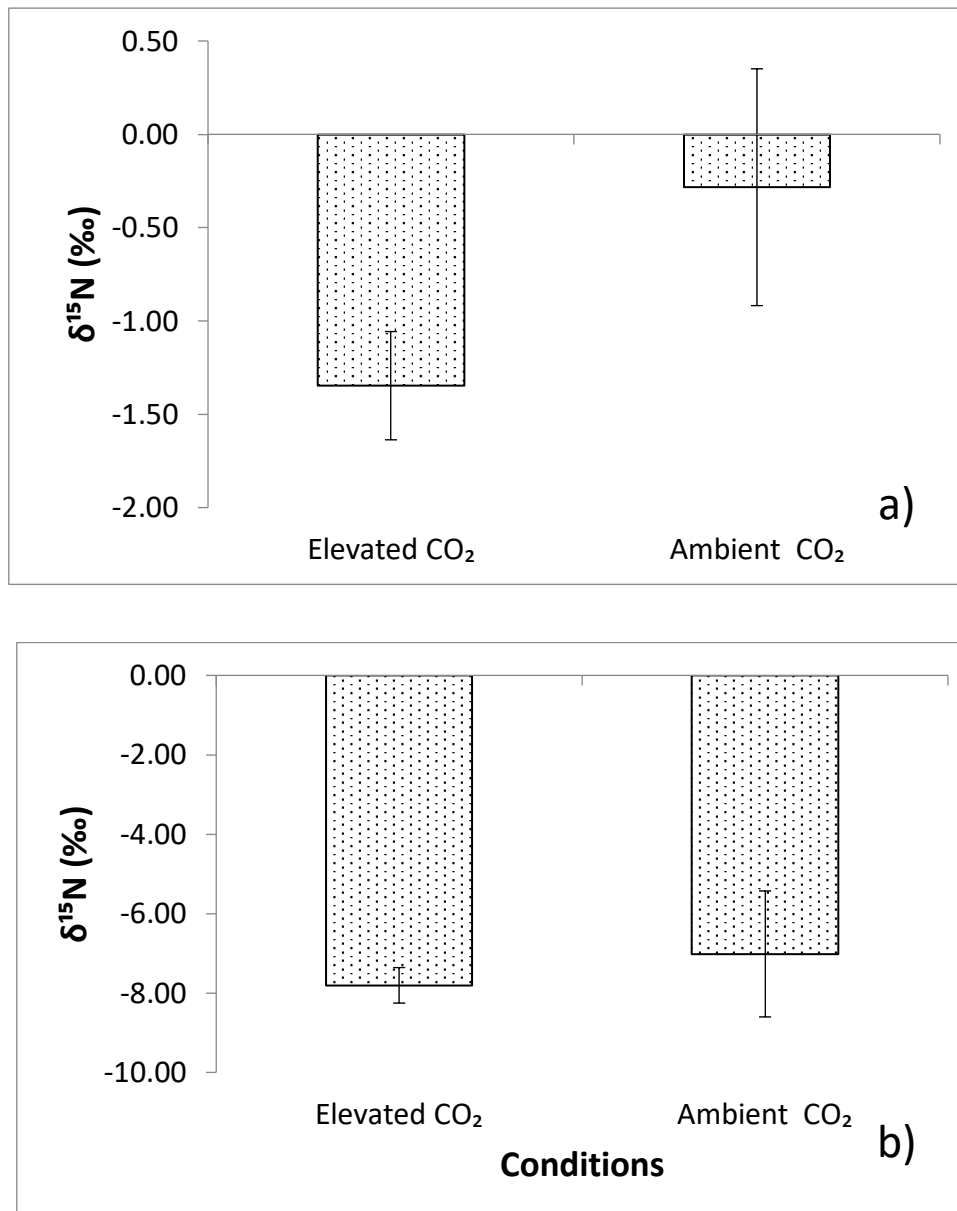 0.50
0.00
-0.50
-1.00
-1.50
-2.00
δ¹⁵N (‰)
Elevated CO₂
Ambient CO₂
a)
0.00
-2.00
-4.00
-6.00
-8.00
-10.00
δ¹⁵N (‰)
Elevated CO₂
Ambient CO₂
b)
Conditions